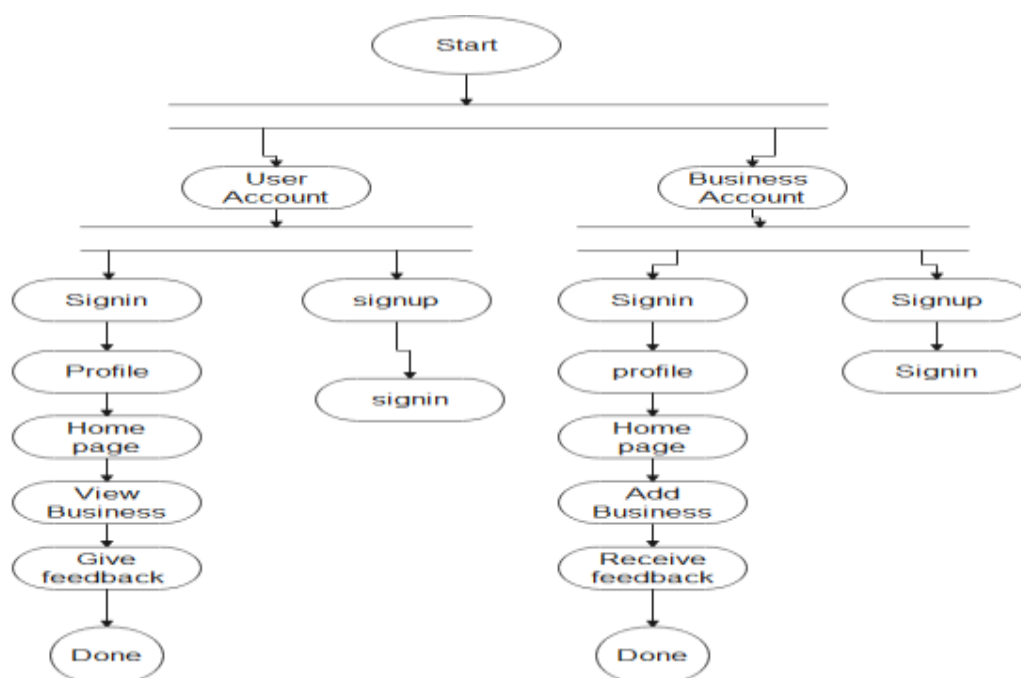 Start
User
Account
Business
Account
Signin
signup
Signin
Signup
Profile
signin
profile
Signin
Home
page
Home
page
View
Business
Add
Business
Give
feedback
Receive
feedback
Done
Done